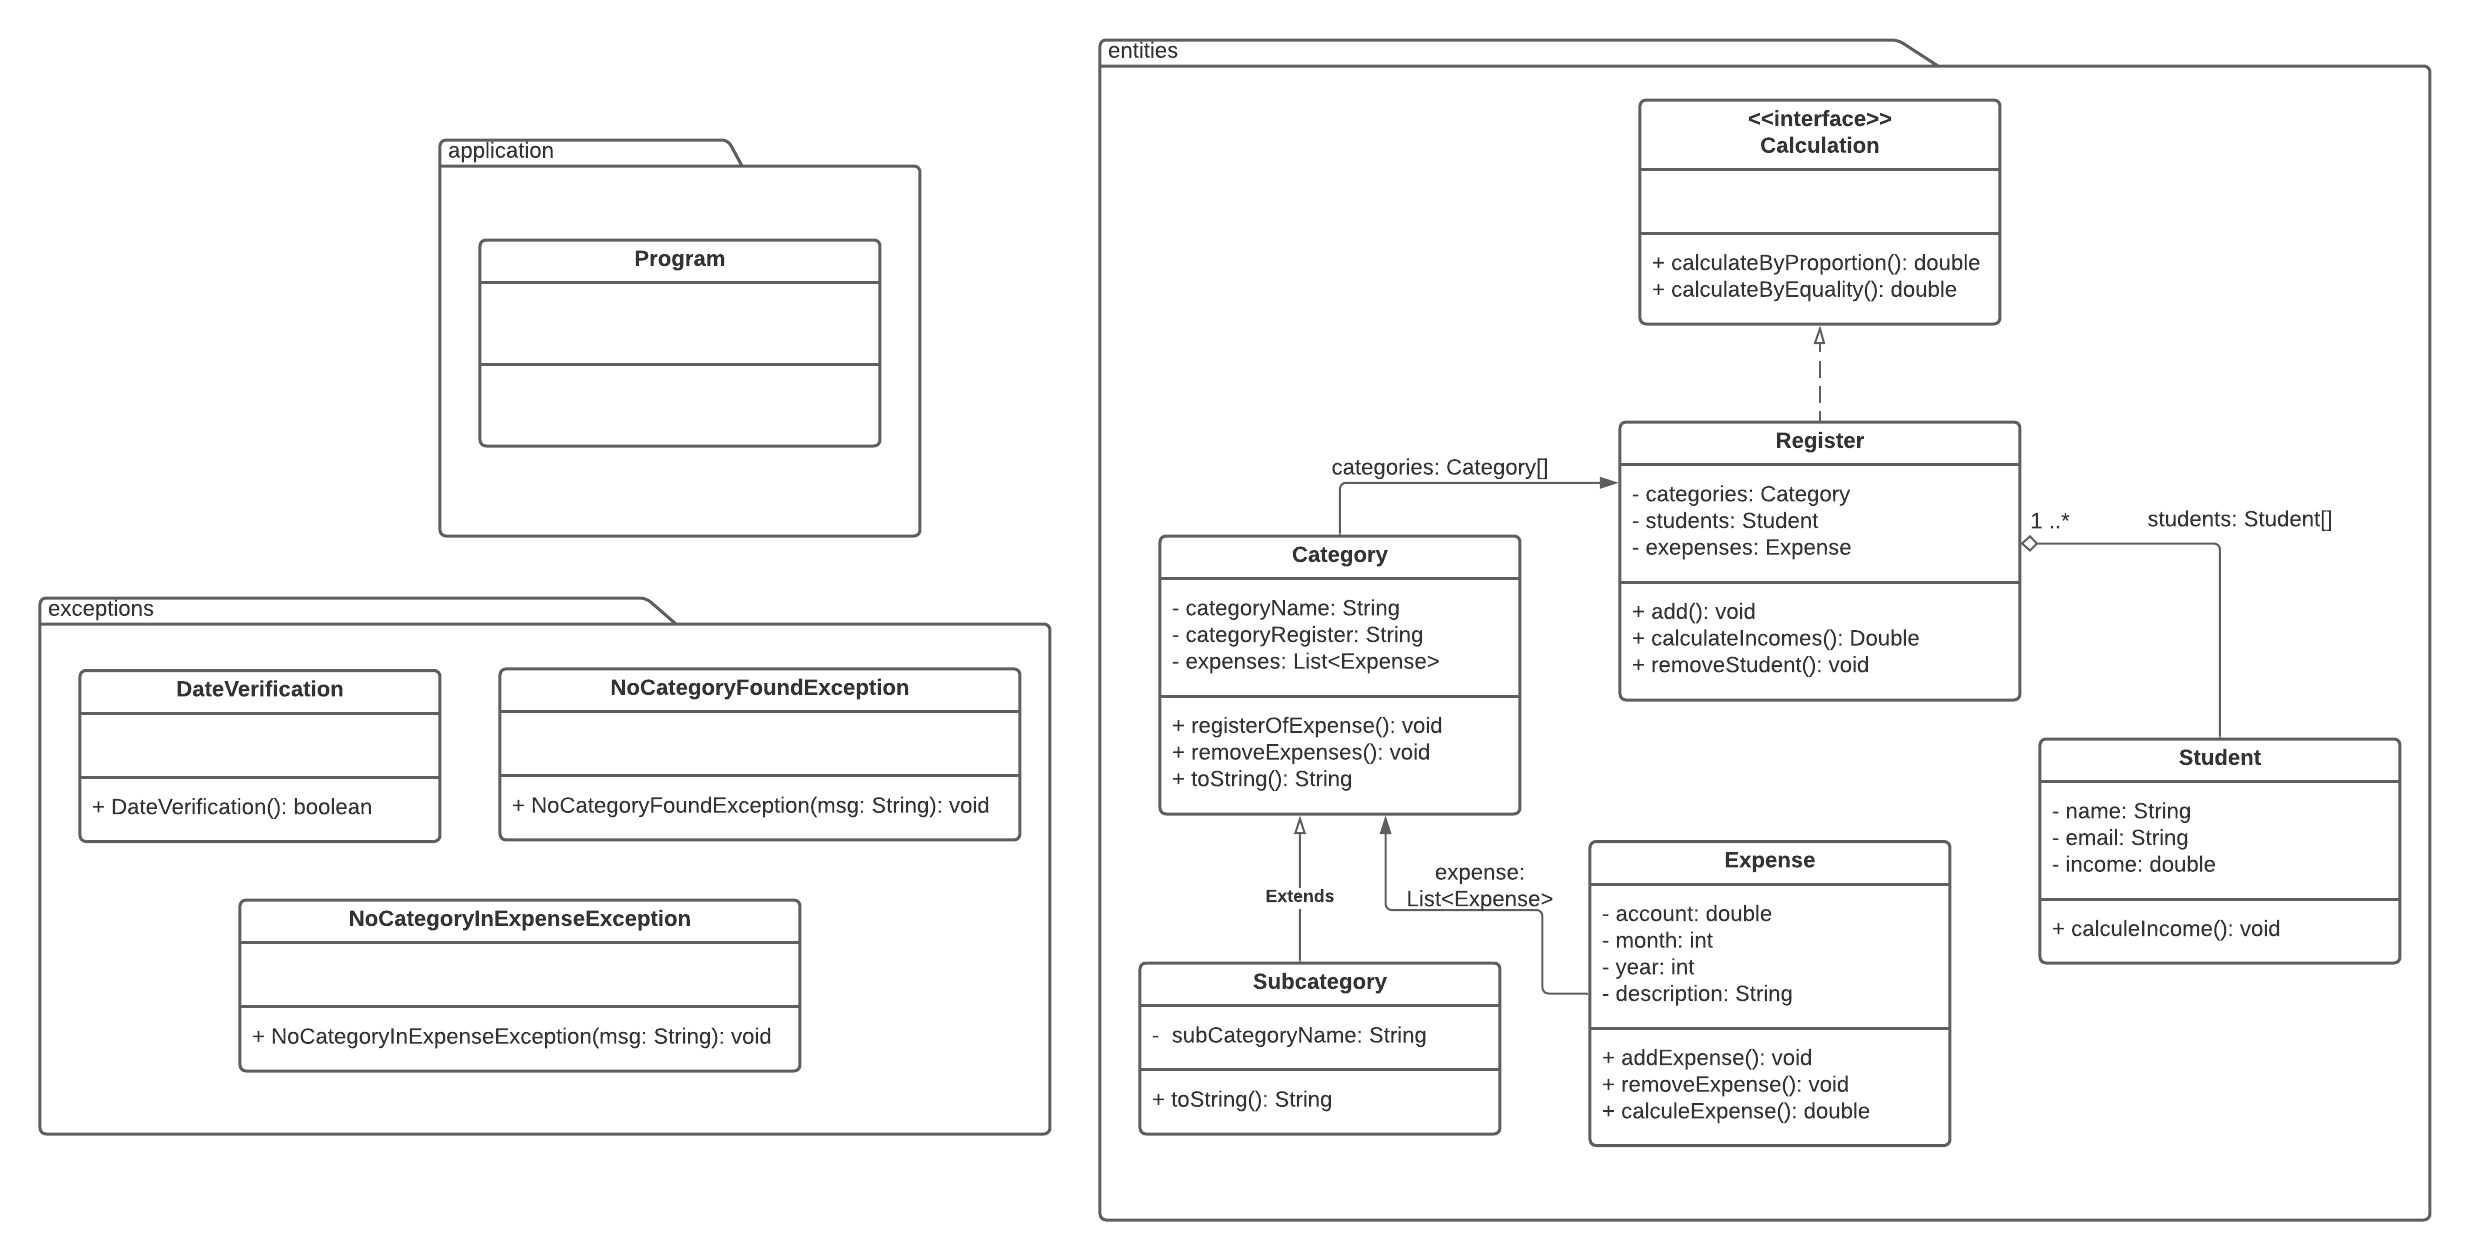 application
Program
exceptions
DateVerification
+ DateVerification(): boolean
NoCategoryFoundException
+ NoCategoryFoundException(msg: String): void
NoCategoryInExpenseException
+ NoCategoryInExpenseException(msg: String): void
entities
<<interface>>
Calculation
+ calculateByProportion(): double
+ calculateByEquality(): double
Register
- categories: Category
- students: Student
- exepenses: Expense
+ add(): void
+ calculateIncomes(): Double
+ removeStudent(): void
categories: Category[]
1 ..*
students: Student[]
Category
- categoryName: String
- categoryRegister: String
- expenses: List<Expense>
+ registerOfExpense(): void
+ removeExpenses(): void
+ toString(): String
Student
- name: String
- email: String
- income: double
+ calculeIncome(): void
Extends
expense:
List<Expense>
Expense
- account: double
- month: int
- year: int
- description: String
+ addExpense(): void
+ removeExpense(): void
+ calculeExpense(): double
Subcategory
- subCategoryName: String
+ toString(): String